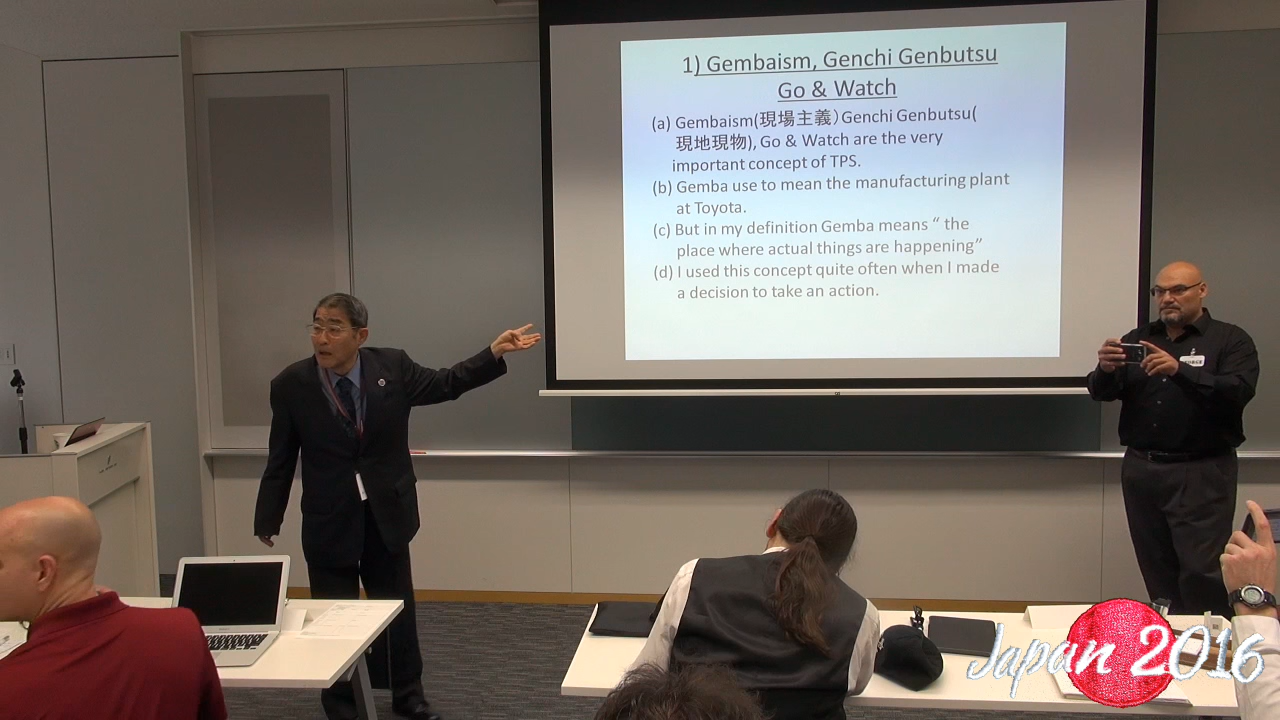 1) Gembaism, Genchi Genbutsu
Go & Watch
(a) Gembaism(現場主義)Genchi Genbutsu(
現地現物), Go & Watch are the very
important concept of TPS.
(b) Gemba use to mean the manufacturing plant
at Toyota.
(c) But in my definition Gemba means “ the
place where actual things are happening”
(d) I used this concept quite often when I made
a decision to take an action.
Japan 2016